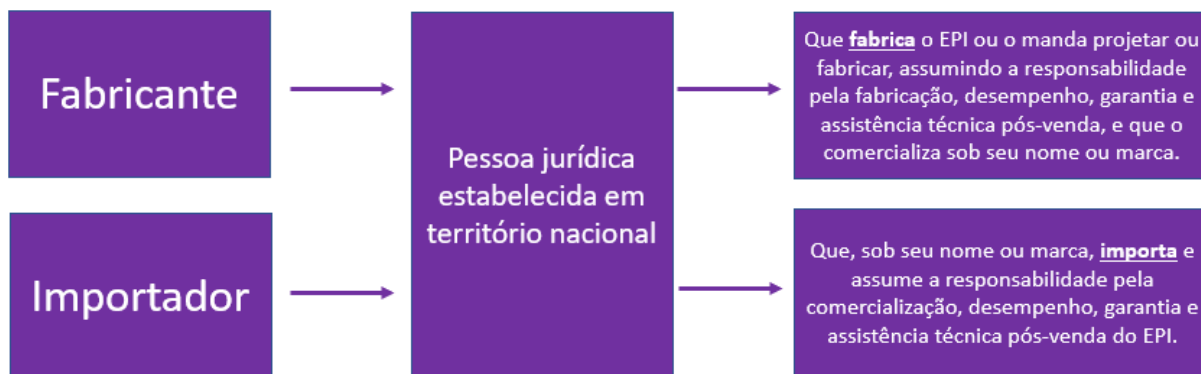 Fabricante
Importador
Pessoa jurídica
estabelecida em
território nacional
Que fabrica o EPI ou o manda projetar ou
fabricar, assumindo a responsabilidade
pela fabricação, desempenho, garantia e
assistência técnica pós-venda, e que o
comercializa sob seu nome ou marca.
Que, sob seu nome ou marca, importa e
assume a responsabilidade pela
comercialização, desempenho, garantia e
assistência técnica pós-venda do EPI.